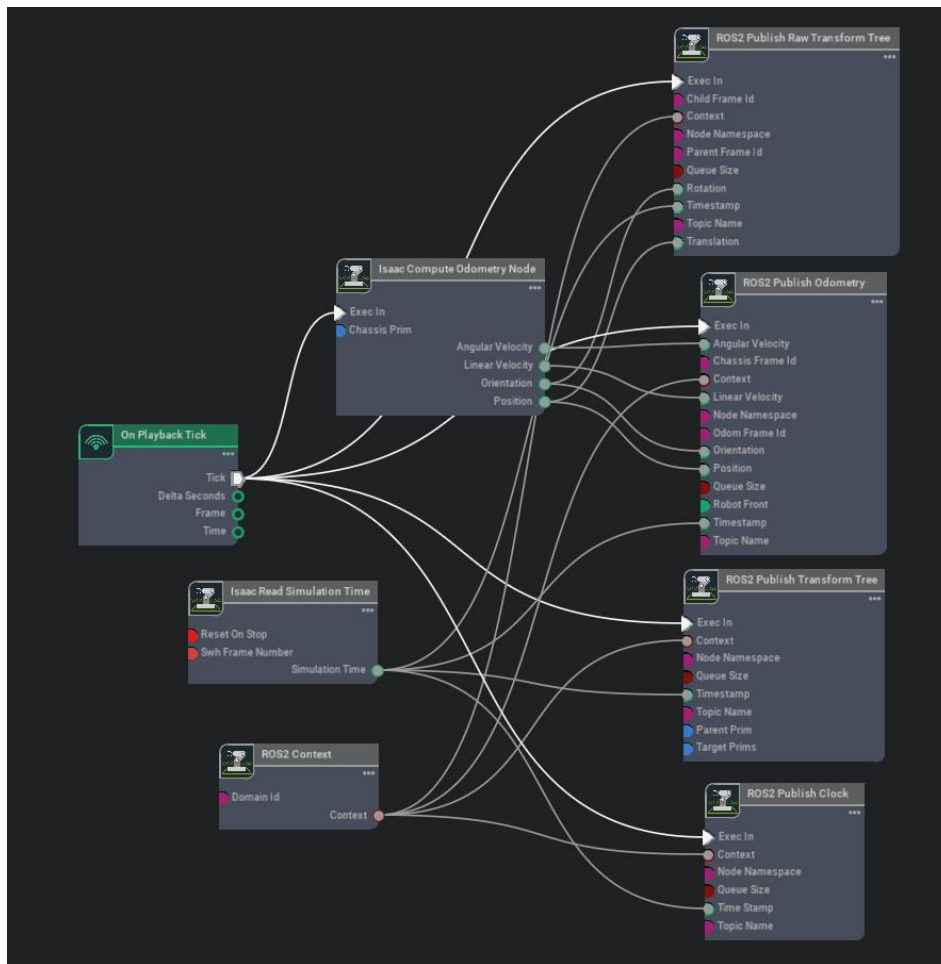 ROS2 Publish Raw Transform Tree
Exec In
Child Frame Id
Context
Node Namespace
Parent Frame Id
Queue Size
Rotation
Timestamp
Topic Name
Translation
Isaac Compute Odometry Node
Exec In
Chassis Prim
Angular Velocity
Linear Velocity
Orientation
Position
ROS2 Publish Odometry
Exec In
Angular Velocity
Chassis Frame Id
Context
Linear Velocity
Node Namespace
Odom Frame Id
Orientation
Position
Queue Size
Robot Front
Timestamp
Topic Name
On Playback Tick
Tick
Delta Seconds
Frame
Time
Isaac Read Simulation Time
Reset On Stop
Swh Frame Number
Simulation Time
ROS2 Publish Transform Tree
Exec In
Context
Node Namespace
Queue Size
Timestamp
Topic Name
Parent Prim
Target Prims
ROS2 Context
Domain Id
Context
ROS2 Publish Clock
Exec In
Context
Node Namespace
Queue Size
Time Stamp
Topic Name